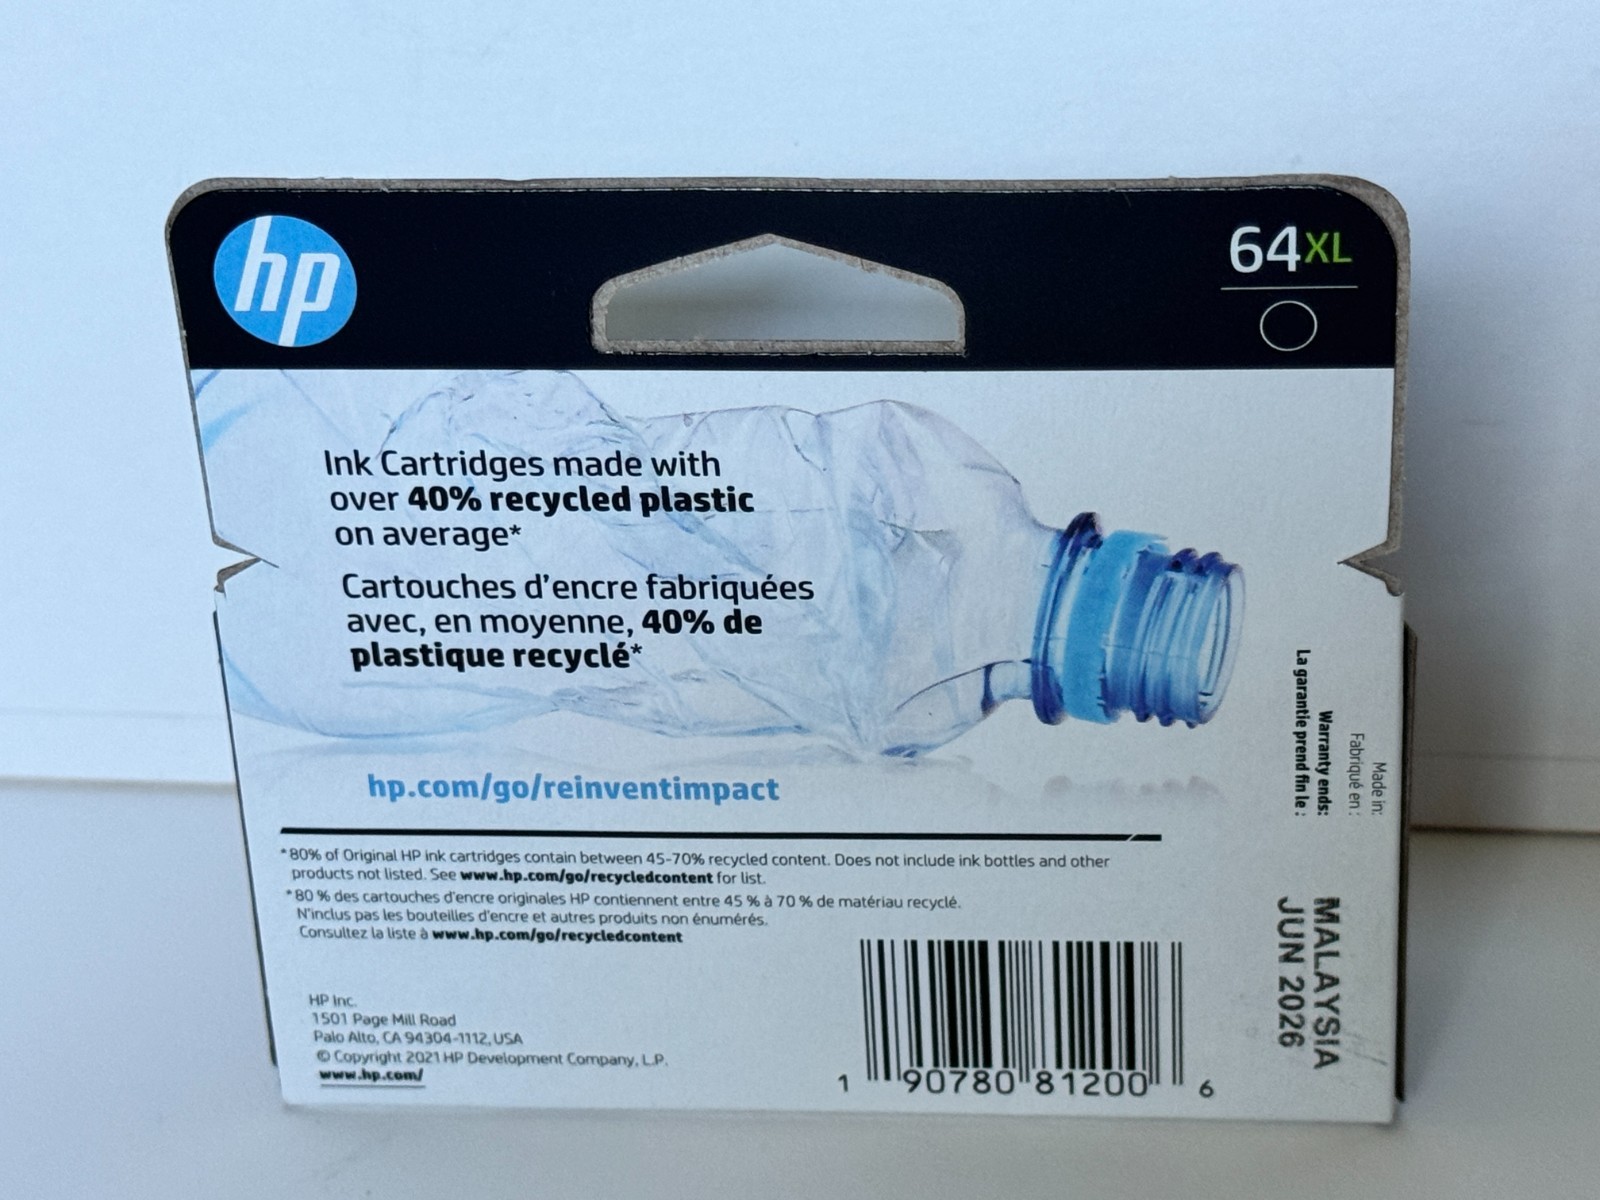 hp
64XL
Ink Cartridges made with
over 40% recycled plastic
on average*
Cartouches d'encre fabriquées
avec, en moyenne, 40% de
plastique recyclé*
hp.com/go/reinventimpact
*80% of Original HP ink cartridges contain between 45-70% recycled content. Does not include ink bottles and other
products not listed. See www.hp.com/go/recycledcontent for list.
*80 % des cartouches d'encre originales HP contiennent entre 45 % à 70 % de matériau recyclé.
N'inclus pas les bouteilles d'encre et autres produits non énumérés.
Consultez la liste à www.hp.com/go/recycledcontent
HP Inc.
1501 Page Mill Road
Palo Alto, CA 94304-1112, USA
© Copyright 2021 HP Development Company, L.P.
www.hp.com/
1 90780 81200 6
Made in:
Fabriqué en :
Warranty ends:
La garantie prend fin le :
MALAYSIA
JUN 2026